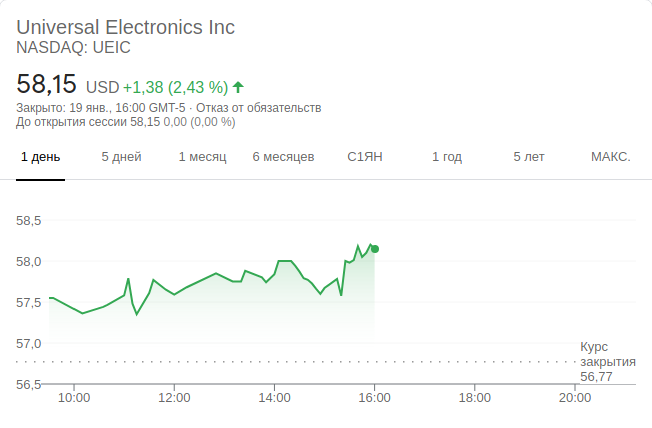 Universal Electronics Inc
NASDAQ: UEIC
58,15 USD +1,38 (2,43 %)
Закрыто: 19 янв., 16:00 GMT-5 · Отказ от обязательств
До открытия сессии 58,15 0,00 (0,00 %)
1 день 5 дней 1 месяц 6 месяцев С1ЯН 1 год 5 лет МАКС.
58,5
58,0
57,5
57,0
56,5
Курс
закрытия
56,77
10:00 12:00 14:00 16:00 18:00 20:00